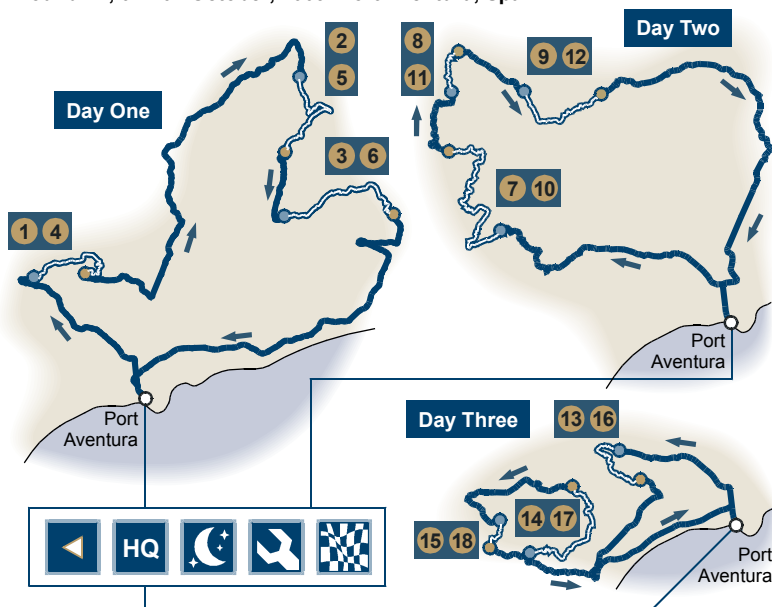 Day One
2
5
3 6
1 4
Port
Aventura
Day Two
8
11
9 12
7 10
Port
Aventura
Day Three
13 16
14 17
15 18
Port
Aventura
HQ